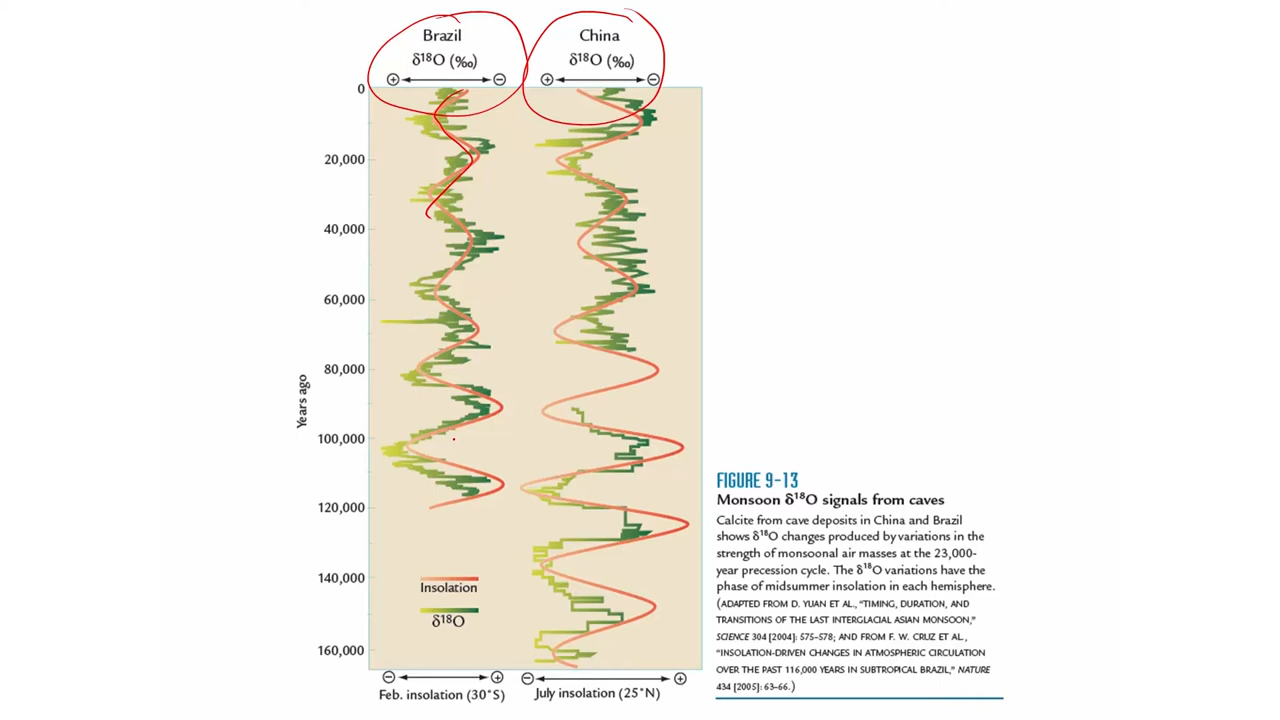 Brazil
δ¹⁸O (‰)
⊕ ⊖
China
δ¹⁸O (‰)
⊕ ⊖
0
20,000
40,000
60,000
80,000
100,000
120,000
140,000
160,000
Years ago
Insolation
δ¹⁸O
⊖ ⊕
Feb. insolation (30°S)
⊖ ⊕
July insolation (25°N)
FIGURE 9–13
Monsoon δ¹⁸O signals from caves
Calcite from cave deposits in China and Brazil
shows δ¹⁸O changes produced by variations in the
strength of monsoonal air masses at the 23,000-
year precession cycle. The δ¹⁸O variations have the
phase of midsummer insolation in each hemisphere.
(ADAPTED FROM D. YUAN ET AL., “TIMING, DURATION, AND
TRANSITIONS OF THE LAST INTERGLACIAL ASIAN MONSOON,”
SCIENCE 304 [2004]: 575–578; AND FROM F. W. CRUZ ET AL.,
“INSOLATION-DRIVEN CHANGES IN ATMOSPHERIC CIRCULATION
OVER THE PAST 116,000 YEARS IN SUBTROPICAL BRAZIL,” NATURE
434 [2005]: 63–66.)